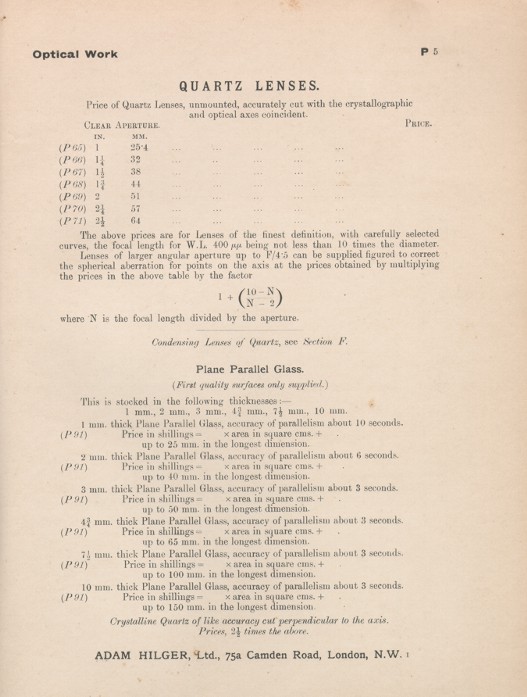 Optical Work P 5
QUARTZ LENSES.
Price of Quartz Lenses, unmounted, accurately cut with the crystallographic
and optical axes coincident.
CLEAR APERTURE. PRICE.
IN. MM.
(P 65) 1 25·4 ... ... ... ... ...
(P 66) 1¼ 32 ... ... ... ... ...
(P 67) 1½ 38 ... ... ... ... ...
(P 68) 1¾ 44 ... ... ... ... ...
(P 69) 2 51 ... ... ... ... ...
(P 70) 2¼ 57 ... ... ... ... ...
(P 71) 2½ 64 ... ... ... ... ...
The above prices are for Lenses of the finest definition, with carefully selected
curves, the focal length for W.L. 400 μμ being not less than 10 times the diameter.
Lenses of larger angular aperture up to F/4·5 can be supplied figured to correct
the spherical aberration for points on the axis at the prices obtained by multiplying
the prices in the above table by the factor
1 + (10 – N / N – 2)
where N is the focal length divided by the aperture.
Condensing Lenses of Quartz, see Section F.
Plane Parallel Glass.
(First quality surfaces only supplied.)
This is stocked in the following thicknesses :—
1 mm., 2 mm., 3 mm., 4¾ mm., 7½ mm., 10 mm.
1 mm. thick Plane Parallel Glass, accuracy of parallelism about 10 seconds.
(P 91) Price in shillings = × area in square cms. + .
up to 25 mm. in the longest dimension.
2 mm. thick Plane Parallel Glass, accuracy of parallelism about 6 seconds.
(P 91) Price in shillings = × area in square cms. + .
up to 40 mm. in the longest dimension.
3 mm. thick Plane Parallel Glass, accuracy of parallelism about 3 seconds.
(P 91) Price in shillings = × area in square cms. + .
up to 50 mm. in the longest dimension.
4¾ mm. thick Plane Parallel Glass, accuracy of parallelism about 3 seconds.
(P 91) Price in shillings = × area in square cms. + .
up to 65 mm. in the longest dimension.
7½ mm. thick Plane Parallel Glass, accuracy of parallelism about 3 seconds.
(P 91) Price in shillings = × area in square cms. + .
up to 100 mm. in the longest dimension.
10 mm. thick Plane Parallel Glass, accuracy of parallelism about 3 seconds.
(P 91) Price in shillings = × area in square cms. + .
up to 150 mm. in the longest dimension.
Crystalline Quartz of like accuracy cut perpendicular to the axis.
Prices, 2½ times the above.
ADAM HILGER, Ltd., 75a Camden Road, London, N.W. 1